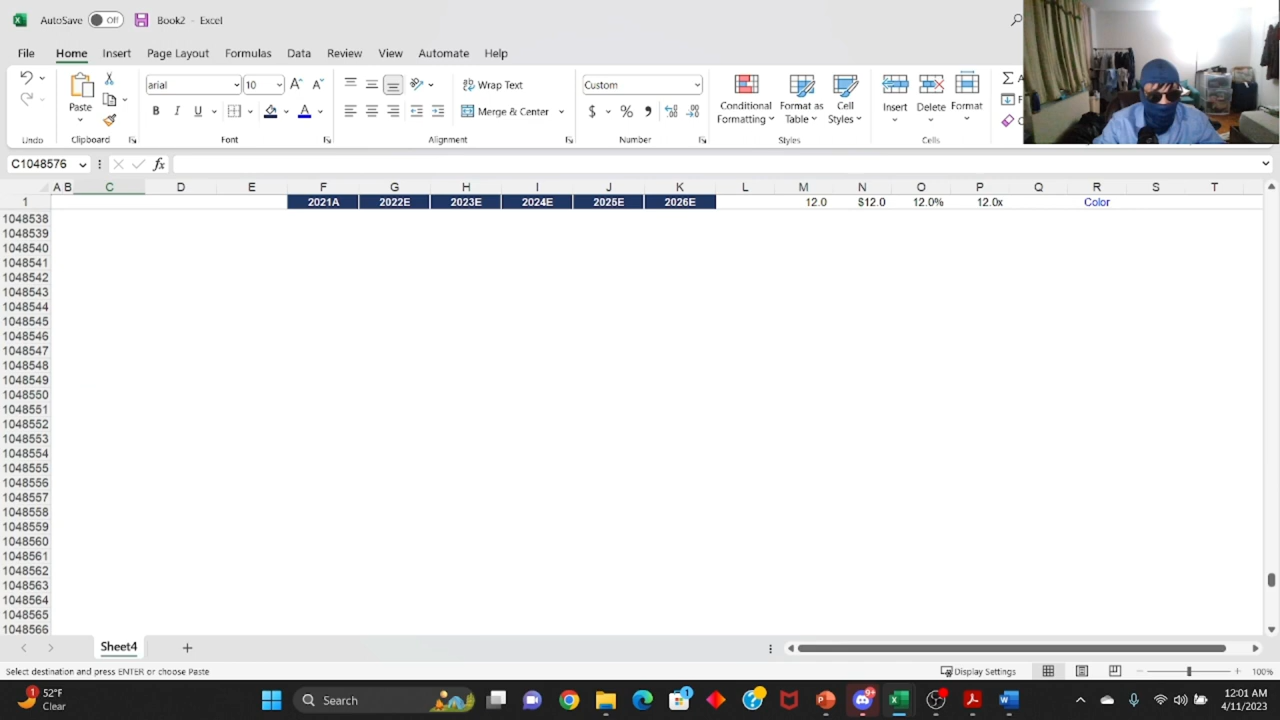 AutoSave Off Book2 - Excel
File Home Insert Page Layout Formulas Data Review View Automate Help
Paste
arial 10
B I U
Wrap Text
Merge & Center
Custom
$ %
Conditional Formatting
Format as Table
Cell Styles
Insert Delete Format
Undo Clipboard Font Alignment Number Styles Cells
C1048576 fx
A B C D E F G H I J K L M N O P Q R S T
1 2021A 2022E 2023E 2024E 2025E 2026E 12.0 $12.0 12.0% 12.0x Color
1048538
1048539
1048540
1048541
1048542
1048543
1048544
1048545
1048546
1048547
1048548
1048549
1048550
1048551
1048552
1048553
1048554
1048555
1048556
1048557
1048558
1048559
1048560
1048561
1048562
1048563
1048564
1048565
1048566
Sheet4
Select destination and press ENTER or choose Paste Display Settings 100%
52°F
Clear
Search
12:01 AM
4/11/2023